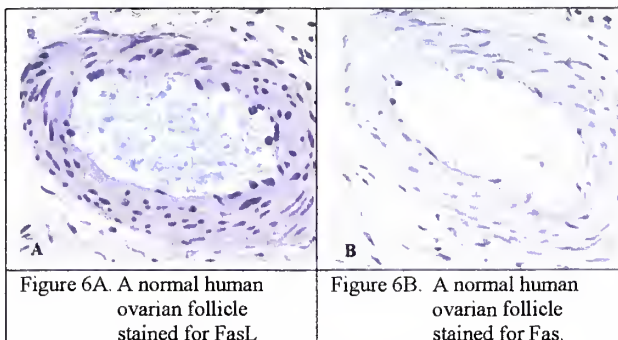 A
B
Figure 6A. A normal human
ovarian follicle
stained for FasL
Figure 6B. A normal human
ovarian follicle
stained for Fas.